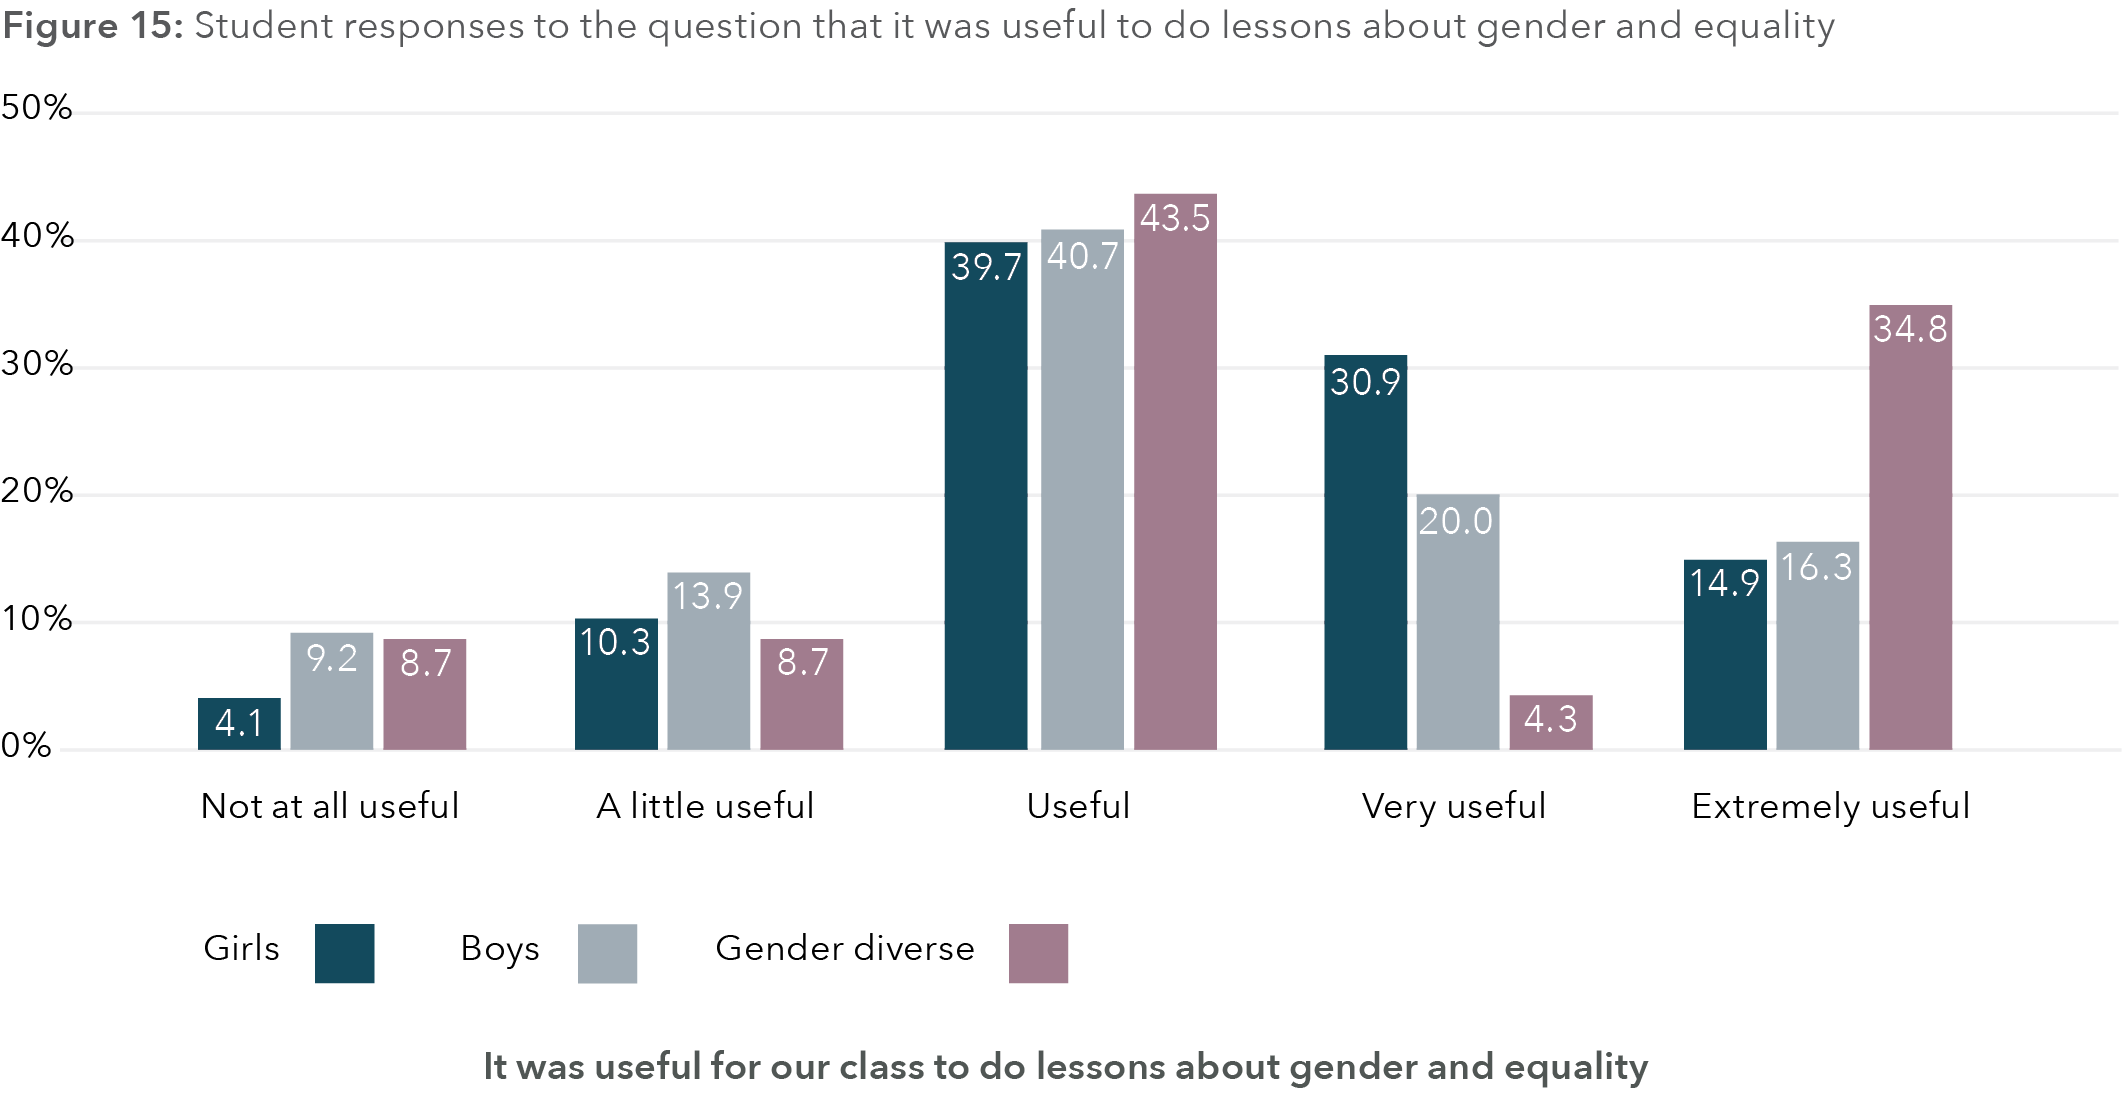 Figure 15: Student responses to the question that it was useful to do lessons about gender and equality
50%
40%
30%
20%
10%
0%
4.1
9.2
8.7
10.3
13.9
8.7
39.7
40.7
43.5
30.9
20.0
4.3
14.9
16.3
34.8
Not at all useful
A little useful
Useful
Very useful
Extremely useful
Girls
Boys
Gender diverse
It was useful for our class to do lessons about gender and equality